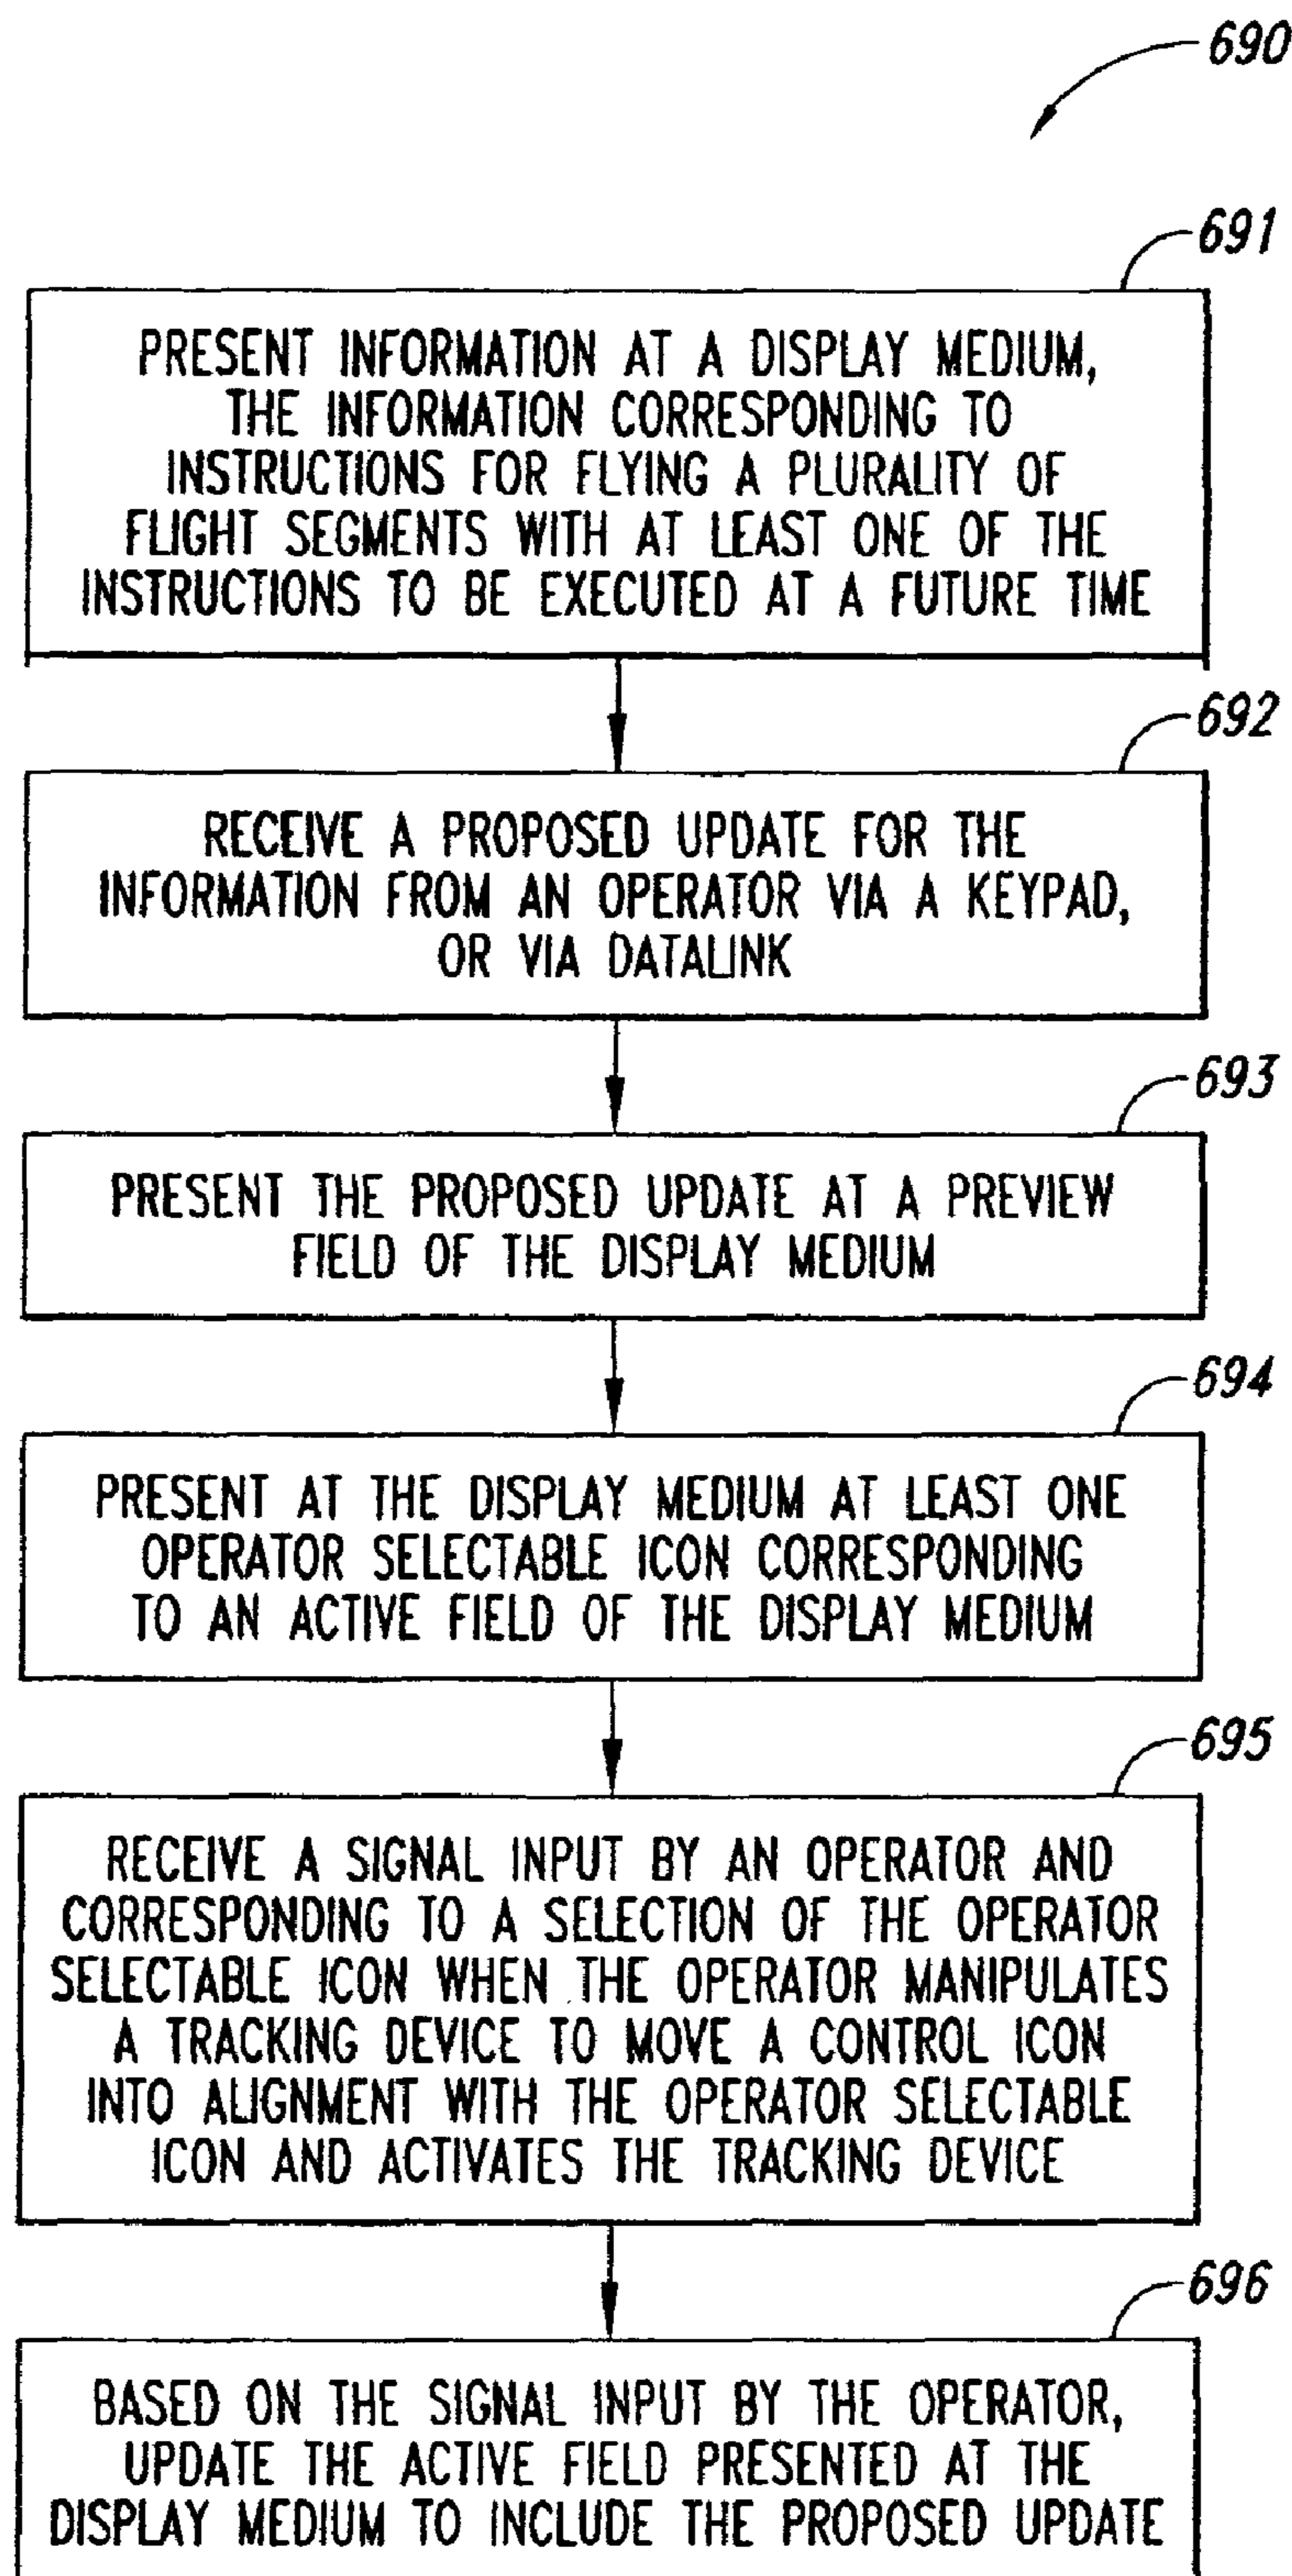 690
691
PRESENT INFORMATION AT A DISPLAY MEDIUM,
THE INFORMATION CORRESPONDING TO
INSTRUCTIONS FOR FLYING A PLURALITY OF
FLIGHT SEGMENTS WITH AT LEAST ONE OF THE
INSTRUCTIONS TO BE EXECUTED AT A FUTURE TIME
692
RECEIVE A PROPOSED UPDATE FOR THE
INFORMATION FROM AN OPERATOR VIA A KEYPAD,
OR VIA DATALINK
693
PRESENT THE PROPOSED UPDATE AT A PREVIEW
FIELD OF THE DISPLAY MEDIUM
694
PRESENT AT THE DISPLAY MEDIUM AT LEAST ONE
OPERATOR SELECTABLE ICON CORRESPONDING
TO AN ACTIVE FIELD OF THE DISPLAY MEDIUM
695
RECEIVE A SIGNAL INPUT BY AN OPERATOR AND
CORRESPONDING TO A SELECTION OF THE OPERATOR
SELECTABLE ICON WHEN THE OPERATOR MANIPULATES
A TRACKING DEVICE TO MOVE A CONTROL ICON
INTO ALIGNMENT WITH THE OPERATOR SELECTABLE
ICON AND ACTIVATES THE TRACKING DEVICE
696
BASED ON THE SIGNAL INPUT BY THE OPERATOR,
UPDATE THE ACTIVE FIELD PRESENTED AT THE
DISPLAY MEDIUM TO INCLUDE THE PROPOSED UPDATE